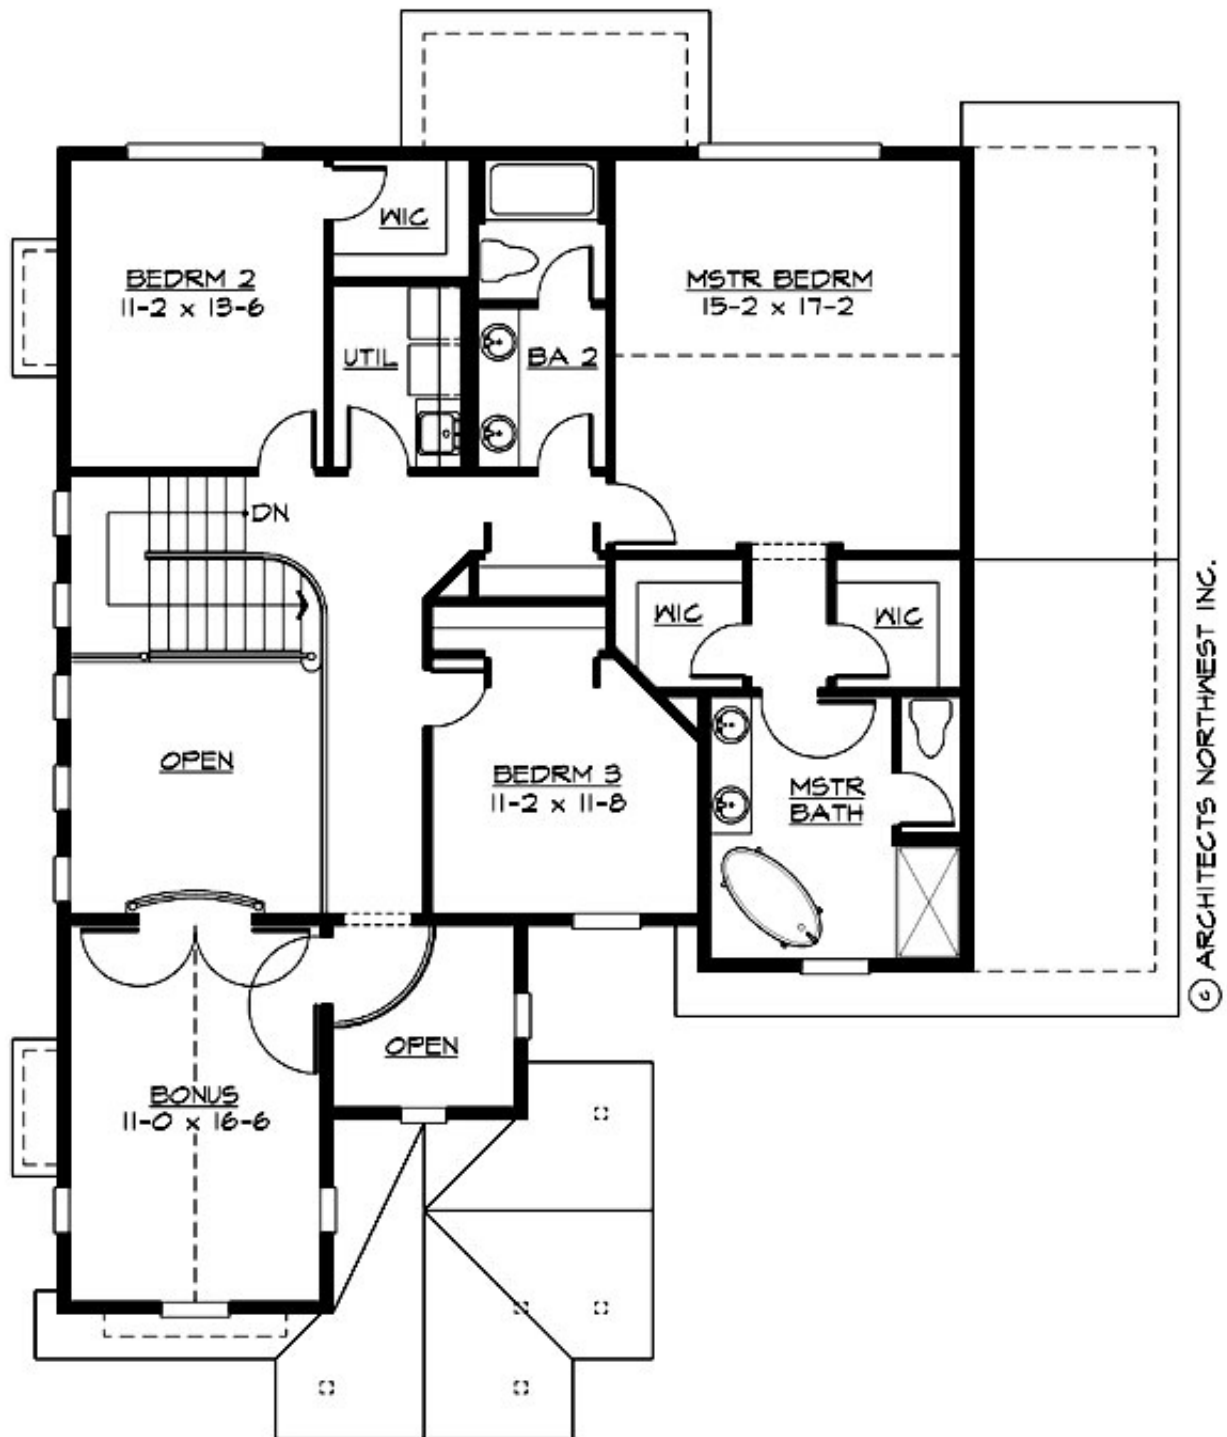 WIC
BEDRM 2
11-2 x 13-6
MSTR BEDRM
15-2 x 17-2
UTIL
BA 2
DN
WIC
WIC
OPEN
BEDRM 3
11-2 x 11-8
MSTR
BATH
OPEN
BONUS
11-0 x 16-6
© ARCHITECTS NORTHWEST INC.